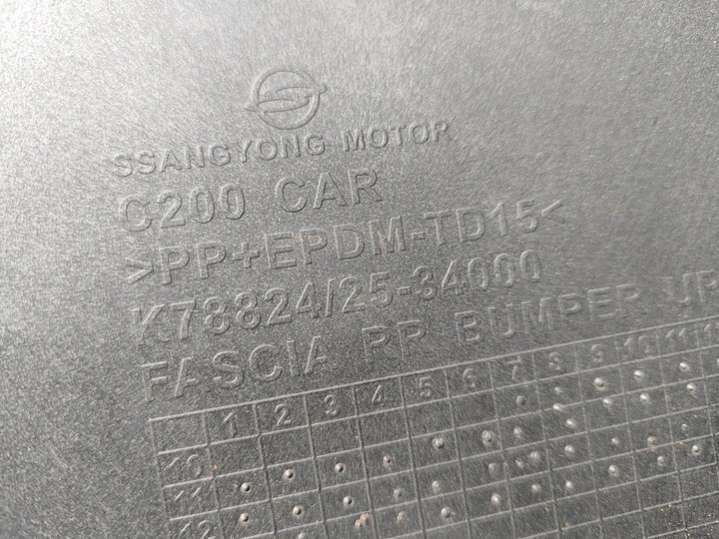 SSANGYONG MOTOR
C200 CAR
>PP+EPDM-TD15<
K78824/25-34000
FASCIA RR BUMPER UP
1 2 3 4 5 6 7 8 9 10 11
10
11
12